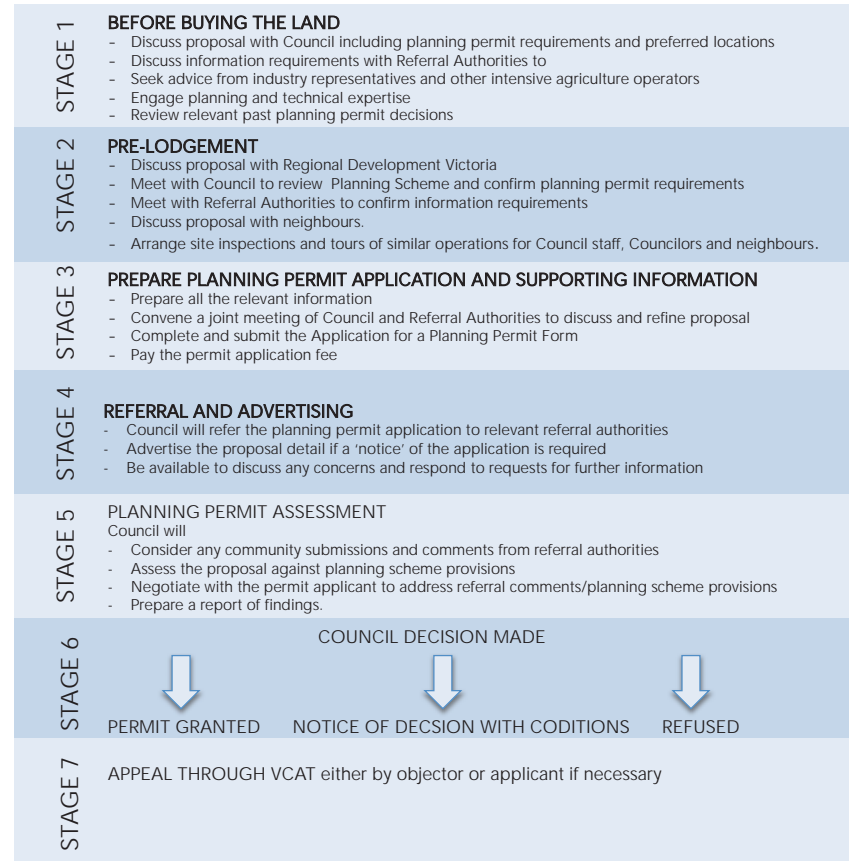 STAGE 1
BEFORE BUYING THE LAND
- Discuss proposal with Council including planning permit requirements and preferred locations
- Discuss information requirements with Referral Authorities to
- Seek advice from industry representatives and other intensive agriculture operators
- Engage planning and technical expertise
- Review relevant past planning permit decisions
STAGE 2
PRE-LODGEMENT
- Discuss proposal with Regional Development Victoria
- Meet with Council to review Planning Scheme and confirm planning permit requirements
- Meet with Referral Authorities to confirm information requirements
- Discuss proposal with neighbours.
- Arrange site inspections and tours of similar operations for Council staff, Councilors and neighbours.
STAGE 3
PREPARE PLANNING PERMIT APPLICATION AND SUPPORTING INFORMATION
- Prepare all the relevant information
- Convene a joint meeting of Council and Referral Authorities to discuss and refine proposal
- Complete and submit the Application for a Planning Permit Form
- Pay the permit application fee
STAGE 4
REFERRAL AND ADVERTISING
- Council will refer the planning permit application to relevant referral authorities
- Advertise the proposal detail if a ‘notice’ of the application is required
- Be available to discuss any concerns and respond to requests for further information
STAGE 5
PLANNING PERMIT ASSESSMENT
Council will
- Consider any community submissions and comments from referral authorities
- Assess the proposal against planning scheme provisions
- Negotiate with the permit applicant to address referral comments/planning scheme provisions
- Prepare a report of findings.
STAGE 6
COUNCIL DECISION MADE
PERMIT GRANTED NOTICE OF DECSION WITH CODITIONS REFUSED
STAGE 7
APPEAL THROUGH VCAT either by objector or applicant if necessary